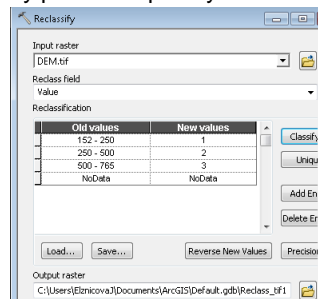 Reclassify
Input raster
DEM.tif
Reclass field
Value
Reclassification
Old values New values
152 - 250 1
250 - 500 2
500 - 765 3
NoData NoData
Classify
Uniqu
Add En
Delete En
Load... Save... Reverse New Values Precision
Output raster
C:\Users\ElznicovaJ\Documents\ArcGIS\Default.gdb\Reclass_tif1